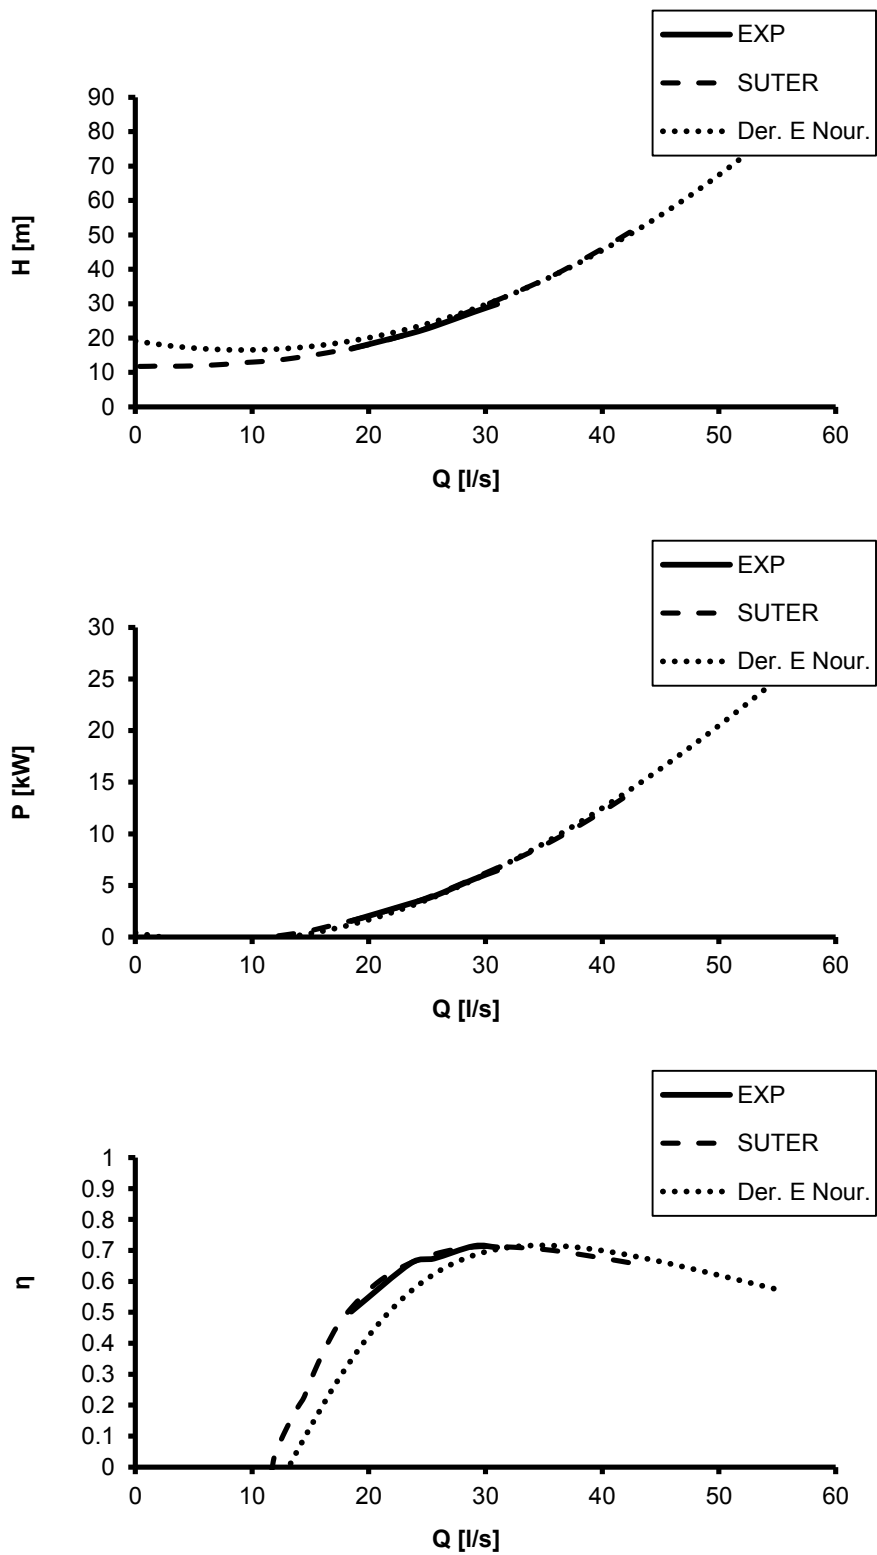 EXP
SUTER
Der. E Nour.
90
80
70
60
50
40
30
20
10
0
H [m]
0 10 20 30 40 50 60
Q [l/s]
EXP
SUTER
Der. E Nour.
30
25
20
15
10
5
0
P [kW]
0 10 20 30 40 50 60
Q [l/s]
EXP
SUTER
Der. E Nour.
1
0.9
0.8
0.7
0.6
0.5
0.4
0.3
0.2
0.1
0
η
0 10 20 30 40 50 60
Q [l/s]